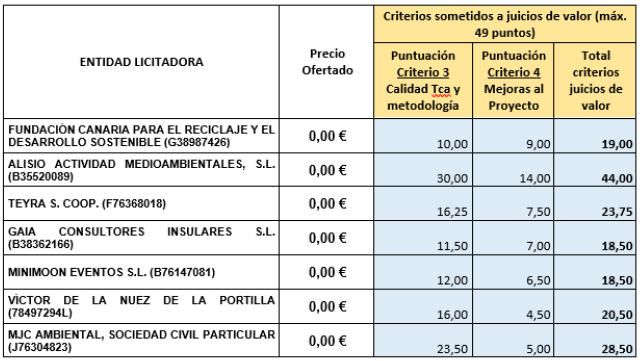 ENTIDAD LICITADORA
Precio
Ofertado
Criterios sometidos a juicios de valor (máx.
49 puntos)
Puntuación
Criterio 3
Calidad Tca y
metodología
Puntuación
Criterio 4
Mejoras al
Proyecto
Total
criterios
juicios de
valor
FUNDACIÓN CANARIA PARA EL RECICLAJE Y EL
DESARROLLO SOSTENIBLE (G38987426)
0,00 €
10,00
9,00
19,00
ALISIO ACTIVIDAD MEDIOAMBIENTALES, S.L.
(B35520089)
0,00 €
30,00
14,00
44,00
TEYRA S. COOP. (F76368018)
0,00 €
16,25
7,50
23,75
GAIA CONSULTORES INSULARES S.L.
(B38362166)
0,00 €
11,50
7,00
18,50
MINIMOON EVENTOS S.L. (B76147081)
0,00 €
12,00
6,50
18,50
VÍCTOR DE LA NUEZ DE LA PORTILLA
(78497294L)
0,00 €
16,00
4,50
20,50
MJC AMBIENTAL, SOCIEDAD CIVIL PARTICULAR
(J76304823)
0,00 €
23,50
5,00
28,50